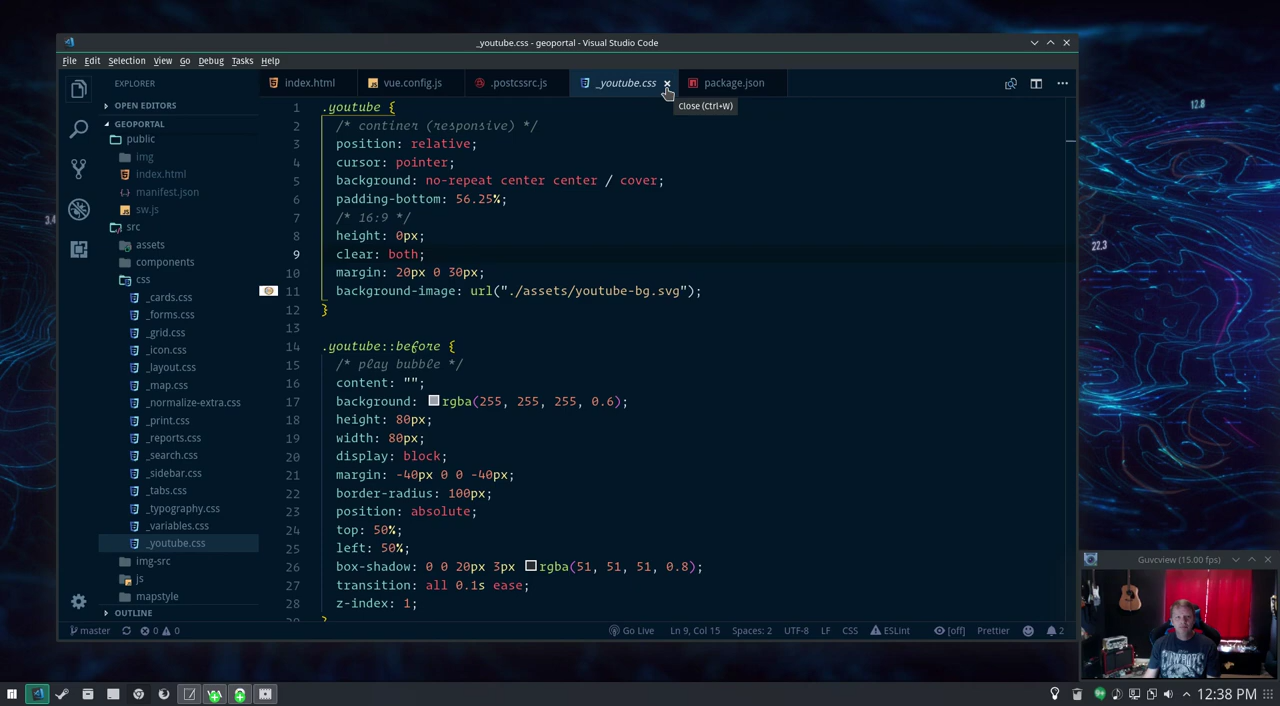 _youtube.css - geoportal - Visual Studio Code
File Edit Selection View Go Debug Tasks Help
EXPLORER
OPEN EDITORS
GEOPORTAL
public
img
index.html
manifest.json
sw.js
src
assets
components
css
_cards.css
_forms.css
_grid.css
_icon.css
_layout.css
_map.css
_normalize-extra.css
_print.css
_reports.css
_search.css
_sidebar.css
_tabs.css
_typography.css
_variables.css
_youtube.css
img-src
js
mapstyle
OUTLINE
index.html vue.config.js .postcssrc.js _youtube.css package.json
Close (Ctrl+W)
1 .youtube {
2 /* continer (responsive) */
3 position: relative;
4 cursor: pointer;
5 background: no-repeat center center / cover;
6 padding-bottom: 56.25%;
7 /* 16:9 */
8 height: 0px;
9 clear: both;
10 margin: 20px 0 30px;
11 background-image: url("./assets/youtube-bg.svg");
12 }
13
14 .youtube::before {
15 /* play bubble */
16 content: "";
17 background: rgba(255, 255, 255, 0.6);
18 height: 80px;
19 width: 80px;
20 display: block;
21 margin: -40px 0 0 -40px;
22 border-radius: 100px;
23 position: absolute;
24 top: 50%;
25 left: 50%;
26 box-shadow: 0 0 20px 3px rgba(51, 51, 51, 0.8);
27 transition: all 0.1s ease;
28 z-index: 1;
}
master 0 0 Go Live Ln 9, Col 15 Spaces: 2 UTF-8 LF CSS ESLint [off] Prettier 2
12.8
22.3
3.4
Guvcview (15.00 fps)
COWBOYS
12:38 PM